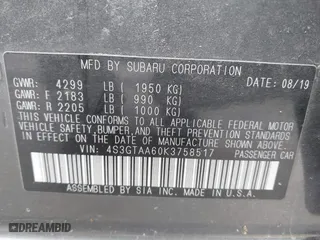 MFD BY SUBARU CORPORATION
GVWR: 4299 LB ( 1950 KG) DATE: 08/19
GAWR: F 2183 LB ( 990 KG)
GAWR: R 2205 LB ( 1000 KG)
THIS VEHICLE CONFORMS TO ALL APPLICABLE FEDERAL MOTOR
VEHICLE SAFETY, BUMPER, AND THEFT PREVENTION STANDARDS
IN EFFECT ON THE DATE OF MANUFACTURE SHOWN ABOVE.
VIN: 4S3GTAA60K3758517 PASSENGER CAR
ASSEMBLED BY SIA INC. MADE IN U.S.A.